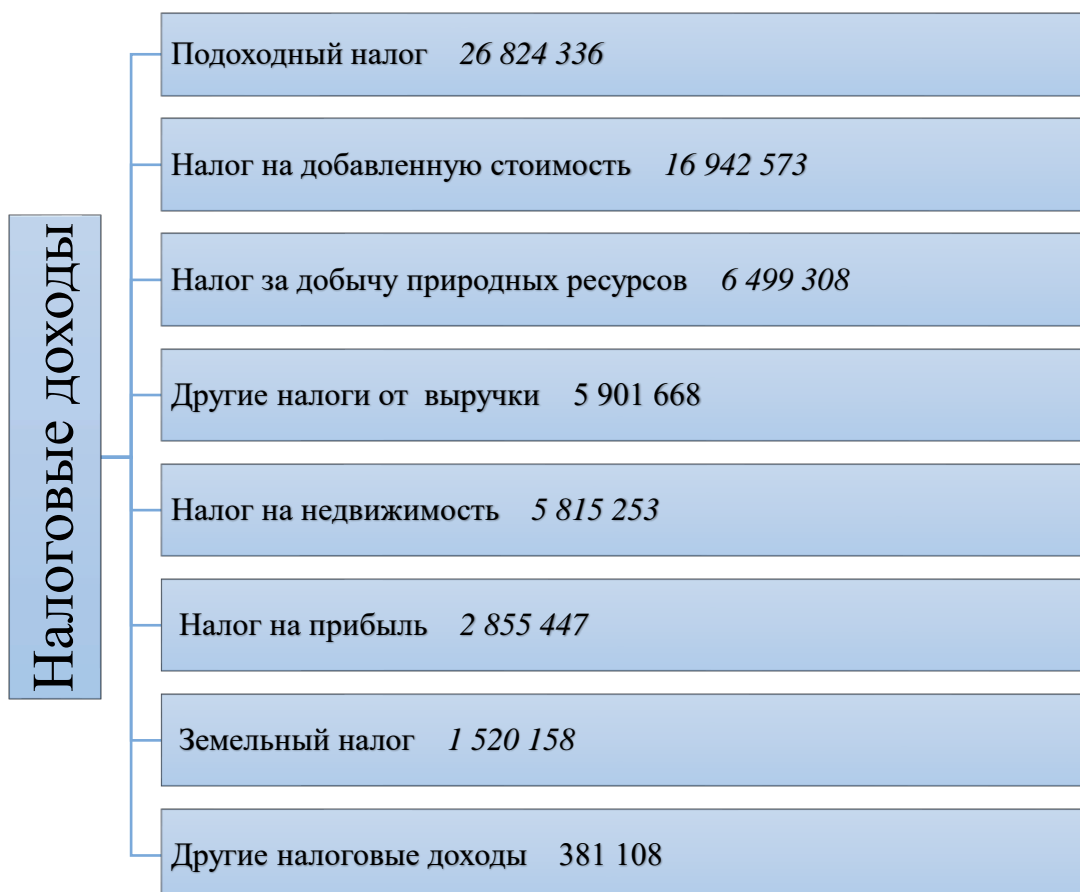 Налоговые доходы
Подоходный налог 26 824 336
Налог на добавленную стоимость 16 942 573
Налог за добычу природных ресурсов 6 499 308
Другие налоги от выручки 5 901 668
Налог на недвижимость 5 815 253
Налог на прибыль 2 855 447
Земельный налог 1 520 158
Другие налоговые доходы 381 108